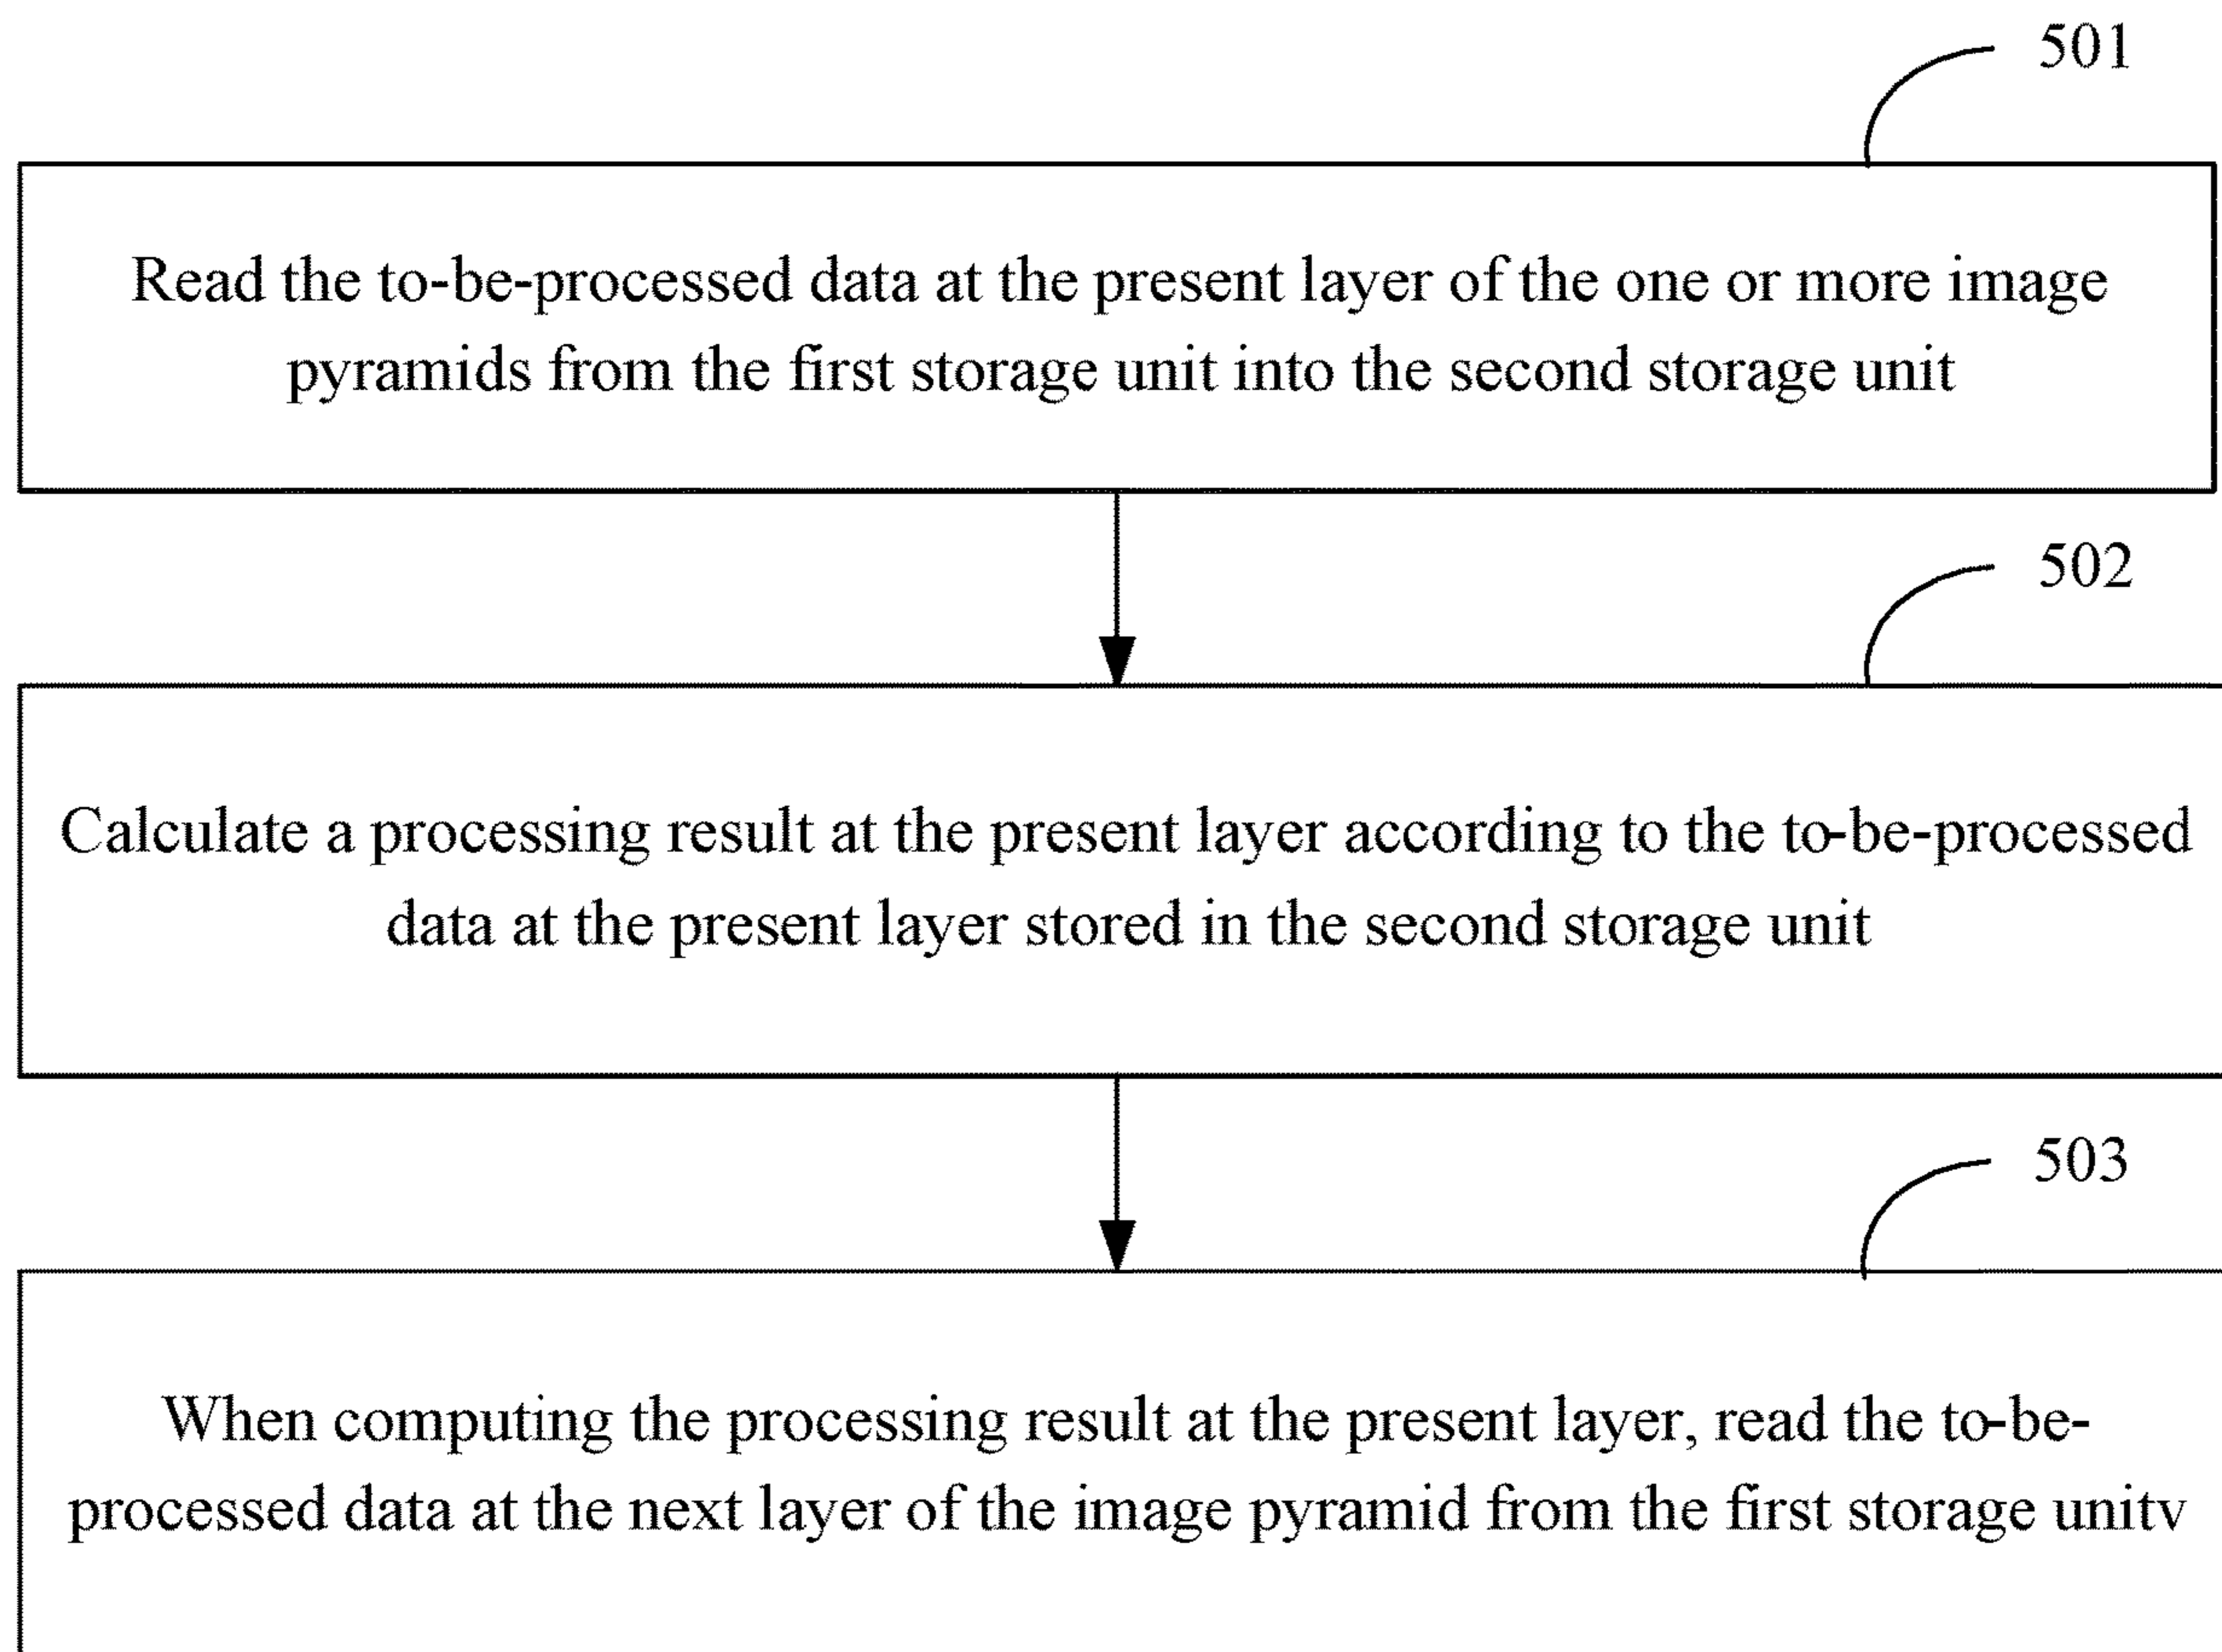 501
Read the to-be-processed data at the present layer of the one or more image
pyramids from the first storage unit into the second storage unit
502
Calculate a processing result at the present layer according to the to-be-processed
data at the present layer stored in the second storage unit
503
When computing the processing result at the present layer, read the to-be-
processed data at the next layer of the image pyramid from the first storage unitv